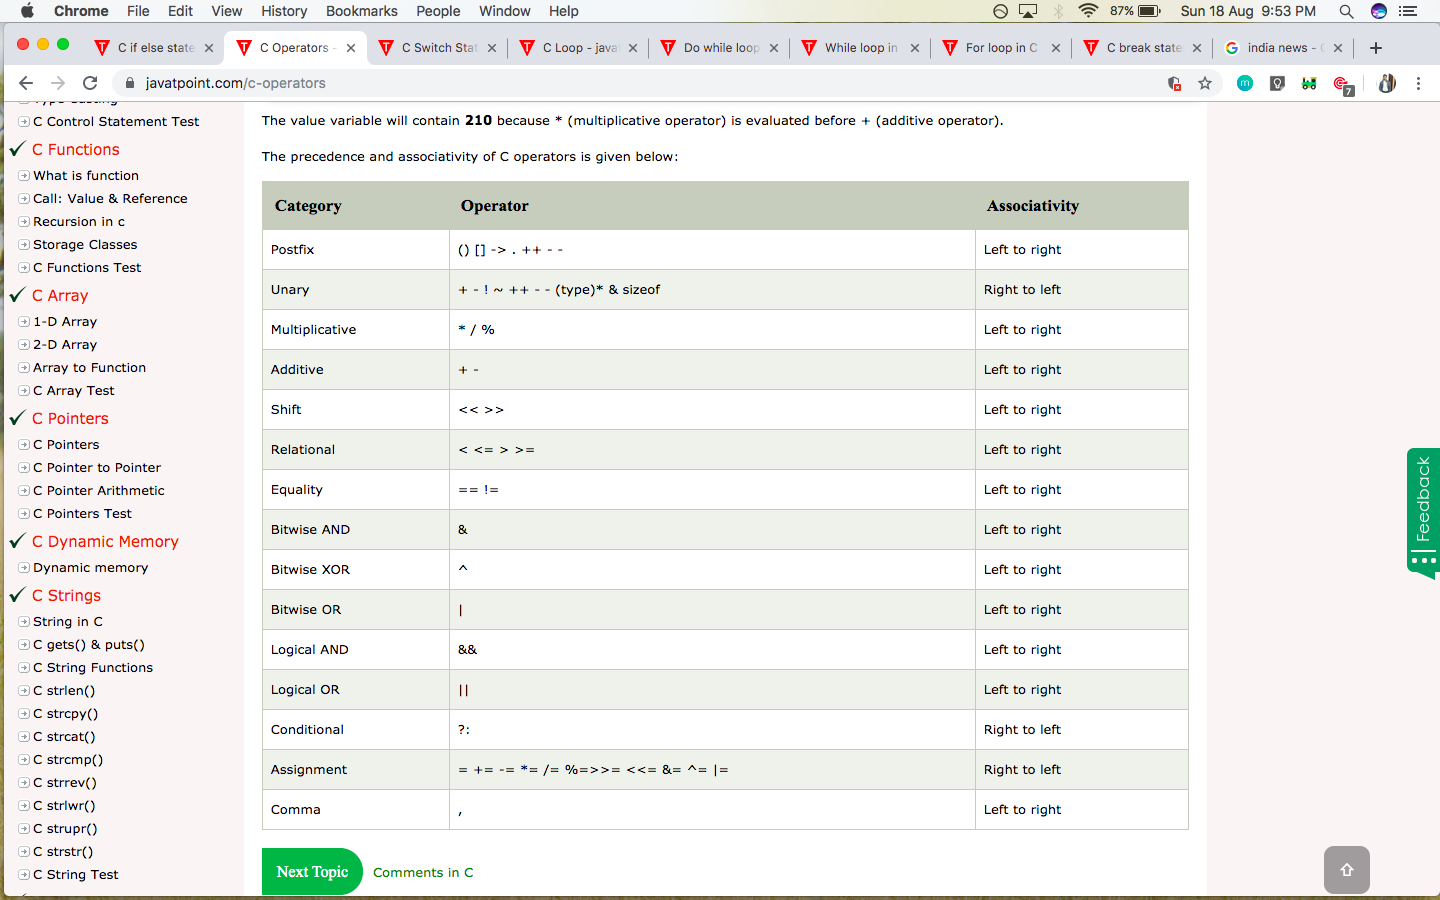 Chrome File Edit View History Bookmarks People Window Help 87% Sun 18 Aug 9:53 PM
C if else state C Operators - C Switch Stat C Loop - java Do while loop While loop in For loop in C C break state india news -
javatpoint.com/c-operators 7
Type Casting
C Control Statement Test
C Functions
What is function
Call: Value & Reference
Recursion in c
Storage Classes
C Functions Test
C Array
1-D Array
2-D Array
Array to Function
C Array Test
C Pointers
C Pointers
C Pointer to Pointer
C Pointer Arithmetic
C Pointers Test
C Dynamic Memory
Dynamic memory
C Strings
String in C
C gets() & puts()
C String Functions
C strlen()
C strcpy()
C strcat()
C strcmp()
C strrev()
C strlwr()
C strupr()
C strstr()
C String Test
The value variable will contain 210 because * (multiplicative operator) is evaluated before + (additive operator).
The precedence and associativity of C operators is given below:
Category Operator Associativity
Postfix () [] -> . ++ - - Left to right
Unary + - ! ~ ++ - - (type)* & sizeof Right to left
Multiplicative * / % Left to right
Additive + - Left to right
Shift << >> Left to right
Relational < <= > >= Left to right
Equality == != Left to right
Bitwise AND & Left to right
Bitwise XOR ^ Left to right
Bitwise OR | Left to right
Logical AND && Left to right
Logical OR || Left to right
Conditional ?: Right to left
Assignment = += -= *= /= %=>>= <<= &= ^= |= Right to left
Comma , Left to right
Next Topic Comments in C
Feedback